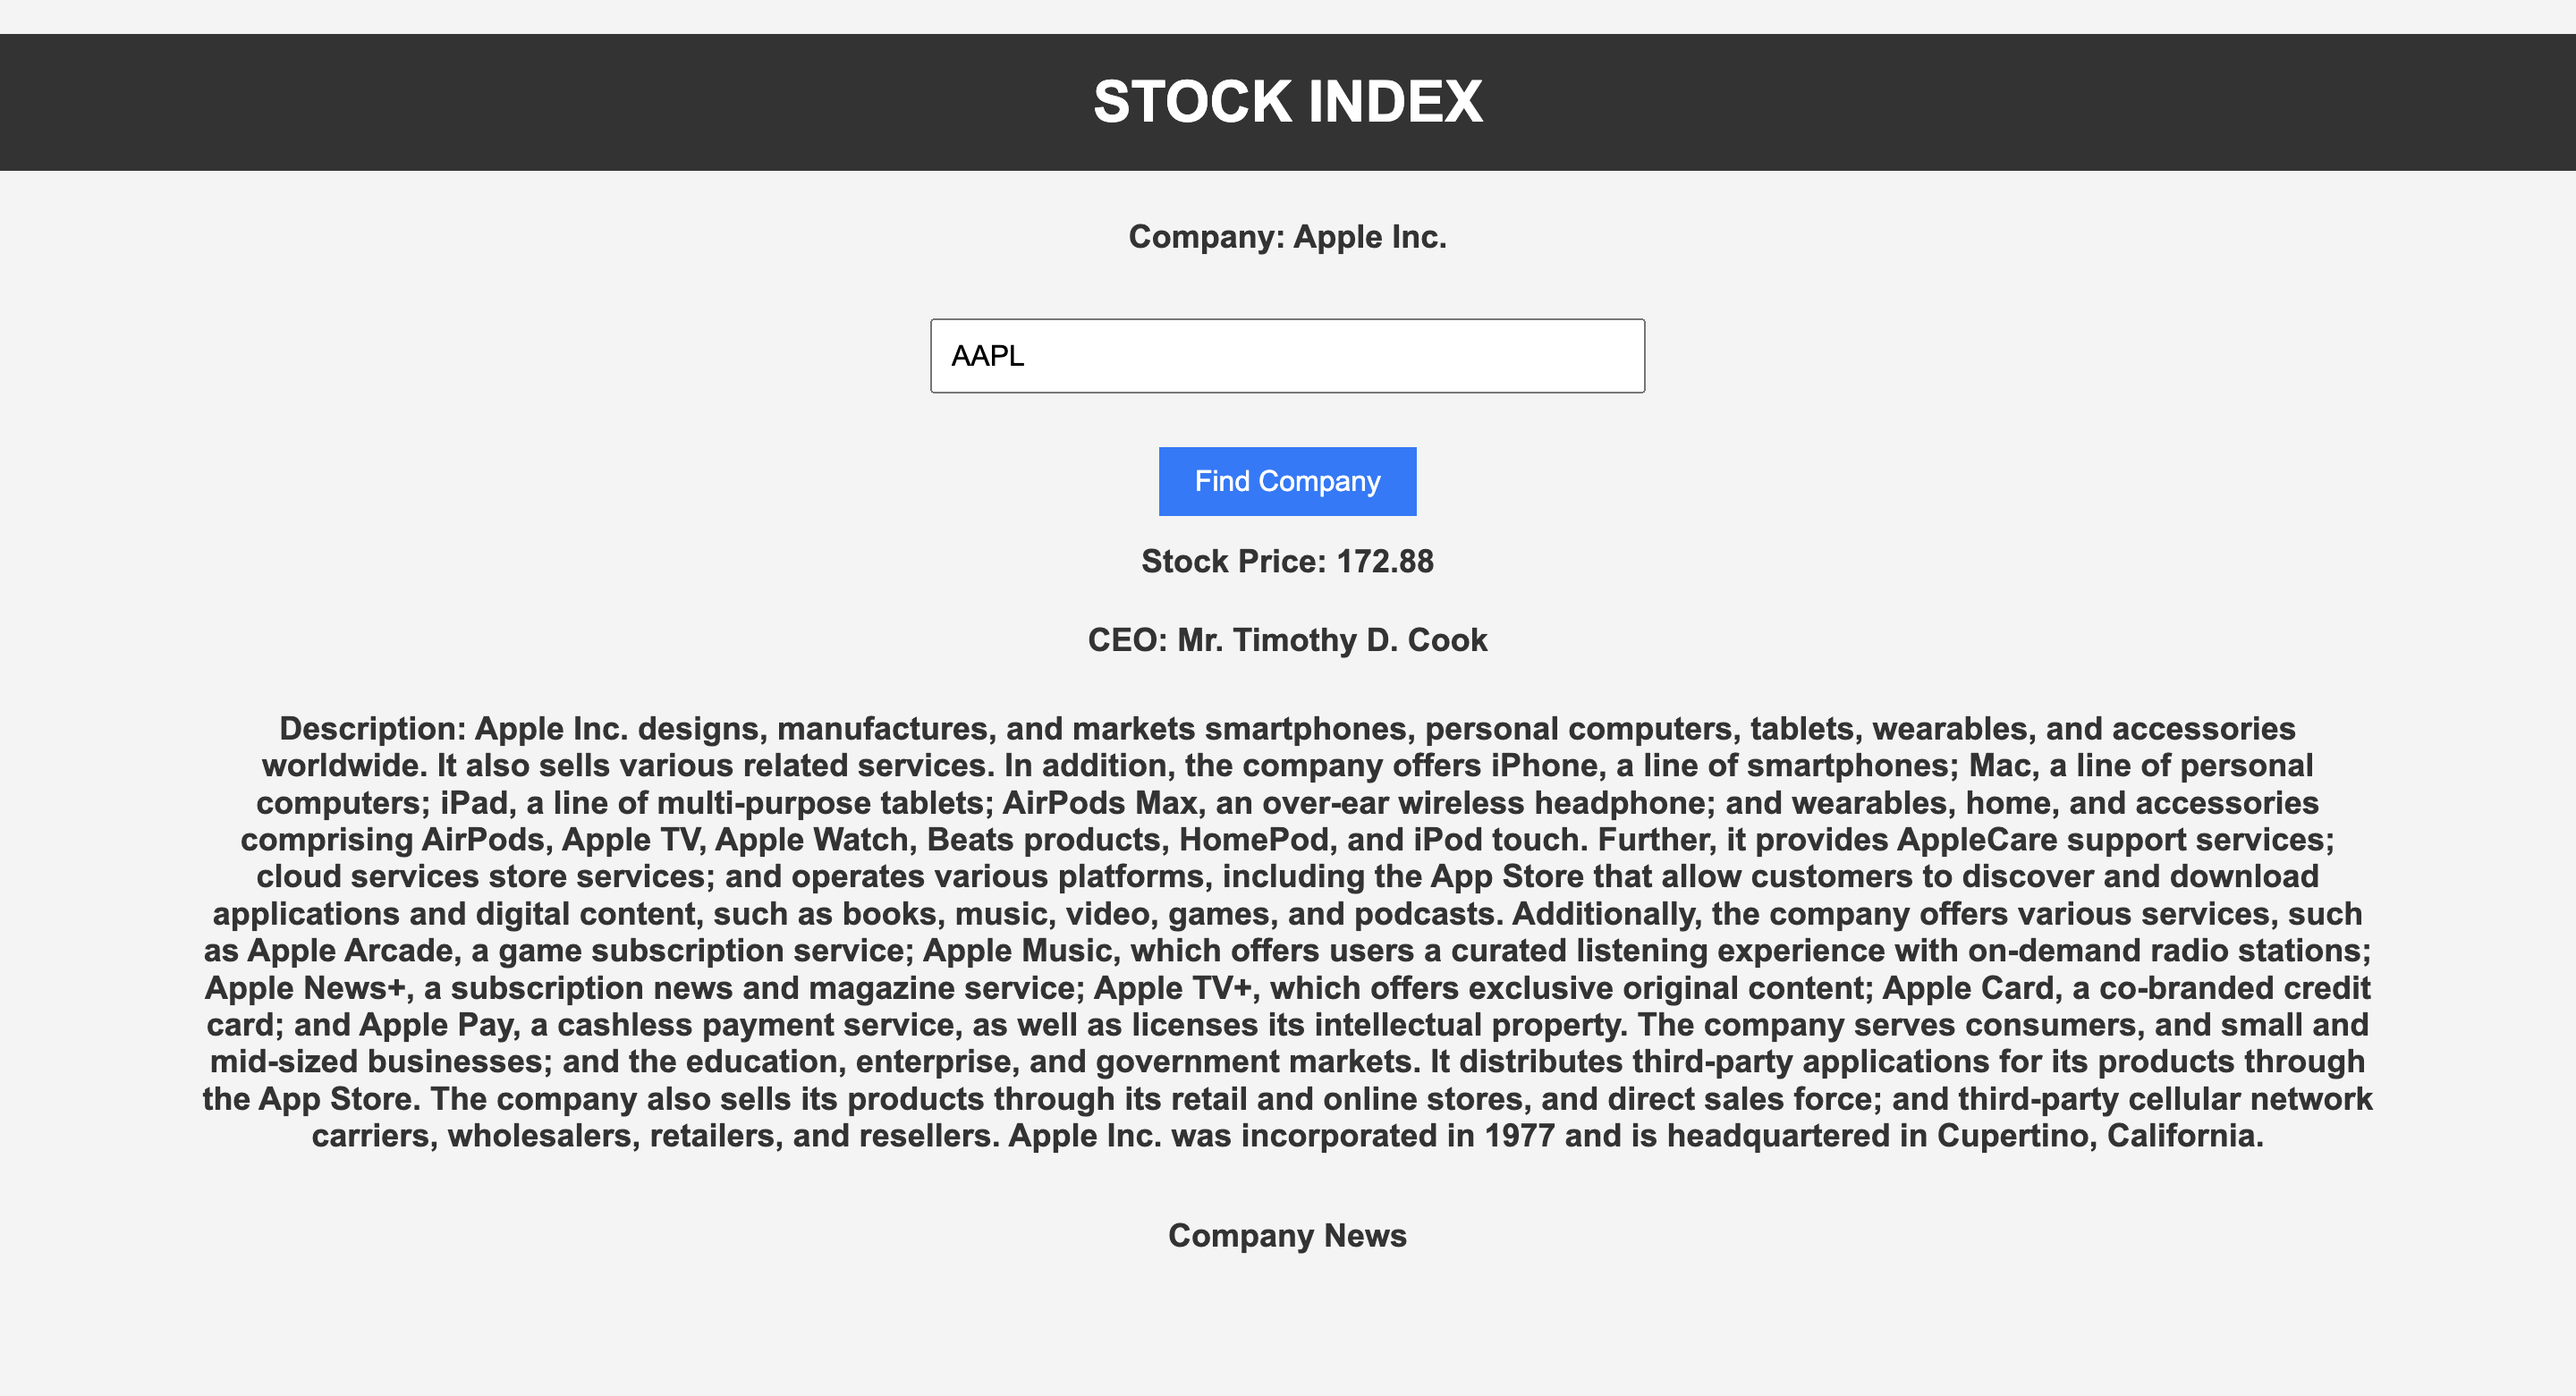 STOCK INDEX
Company: Apple Inc.
AAPL
Find Company
Stock Price: 172.88
CEO: Mr. Timothy D. Cook
Description: Apple Inc. designs, manufactures, and markets smartphones, personal computers, tablets, wearables, and accessories
worldwide. It also sells various related services. In addition, the company offers iPhone, a line of smartphones; Mac, a line of personal
computers; iPad, a line of multi-purpose tablets; AirPods Max, an over-ear wireless headphone; and wearables, home, and accessories
comprising AirPods, Apple TV, Apple Watch, Beats products, HomePod, and iPod touch. Further, it provides AppleCare support services;
cloud services store services; and operates various platforms, including the App Store that allow customers to discover and download
applications and digital content, such as books, music, video, games, and podcasts. Additionally, the company offers various services, such
as Apple Arcade, a game subscription service; Apple Music, which offers users a curated listening experience with on-demand radio stations;
Apple News+, a subscription news and magazine service; Apple TV+, which offers exclusive original content; Apple Card, a co-branded credit
card; and Apple Pay, a cashless payment service, as well as licenses its intellectual property. The company serves consumers, and small and
mid-sized businesses; and the education, enterprise, and government markets. It distributes third-party applications for its products through
the App Store. The company also sells its products through its retail and online stores, and direct sales force; and third-party cellular network
carriers, wholesalers, retailers, and resellers. Apple Inc. was incorporated in 1977 and is headquartered in Cupertino, California.
Company News